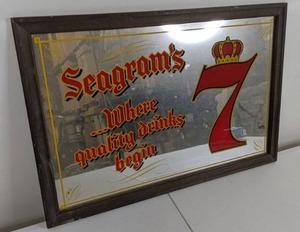 Seagram's
7
...Where
quality drinks
begin